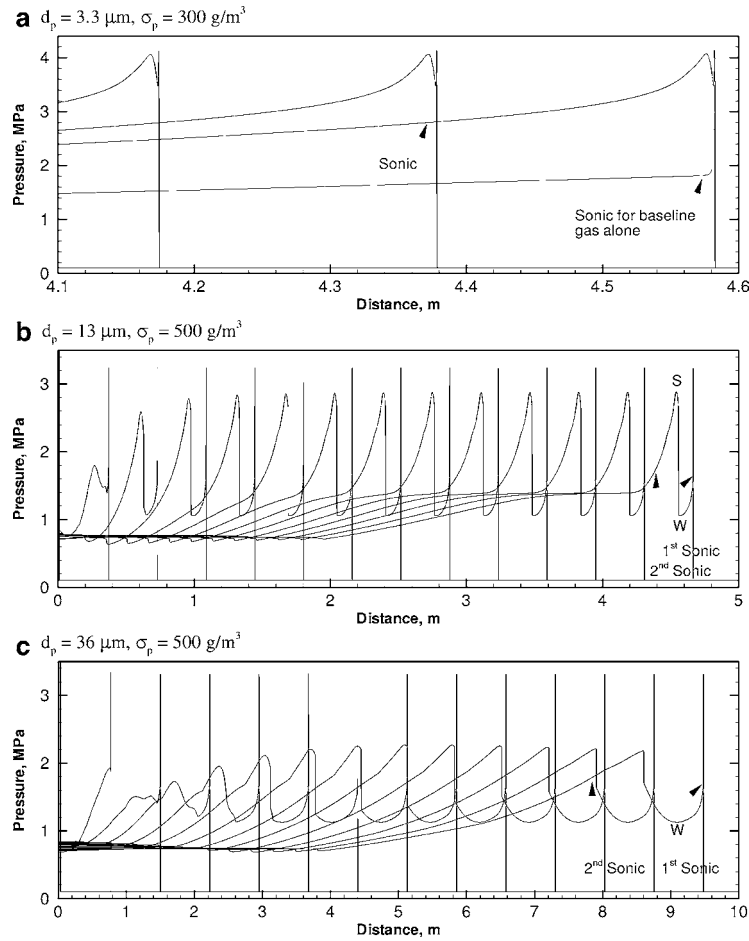 a d_p = 3.3 μm, σ_p = 300 g/m³
4
3
2
1
0
Pressure, MPa
Sonic
Sonic for baseline
gas alone
4.1 4.2 4.3 4.4 4.5 4.6
Distance, m
b d_p = 13 μm, σ_p = 500 g/m³
3
2
1
0
Pressure, MPa
S
W
1st Sonic
2nd Sonic
0 1 2 3 4 5
Distance, m
c d_p = 36 μm, σ_p = 500 g/m³
3
2
1
0
Pressure, MPa
W
2nd Sonic 1st Sonic
0 1 2 3 4 5 6 7 8 9 10
Distance, m